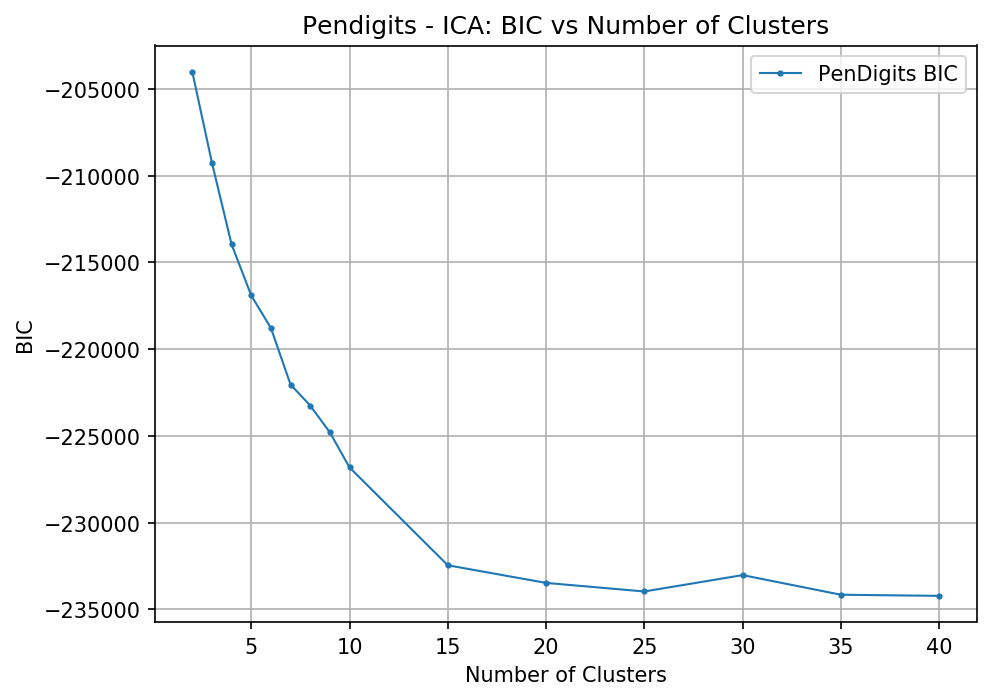 Pendigits - ICA: BIC vs Number of Clusters
PenDigits BIC
BIC
−205000
−210000
−215000
−220000
−225000
−230000
−235000
5 10 15 20 25 30 35 40
Number of Clusters